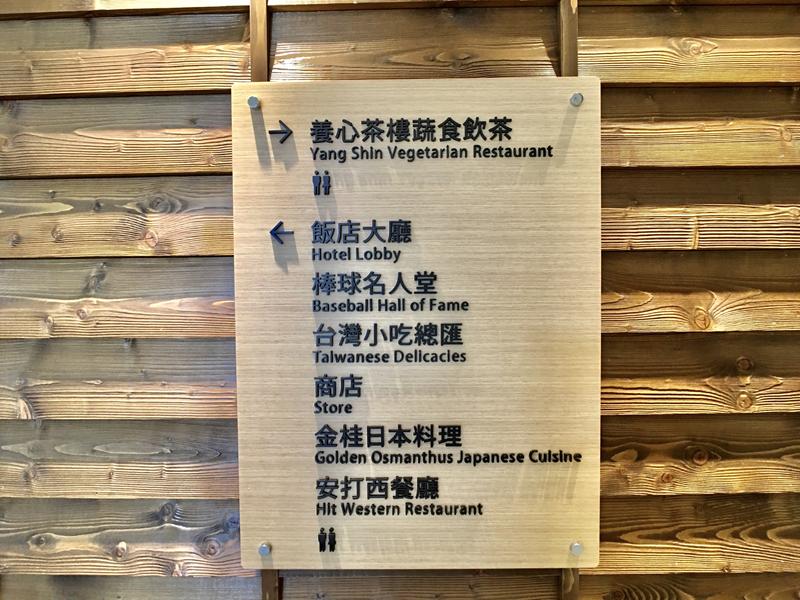 → 養心茶樓蔬食飲茶
Yang Shin Vegetarian Restaurant
← 飯店大廳
Hotel Lobby
棒球名人堂
Baseball Hall of Fame
台灣小吃總匯
Taiwanese Delicacies
商店
Store
金桂日本料理
Golden Osmanthus Japanese Cuisine
安打西餐廳
Hit Western Restaurant